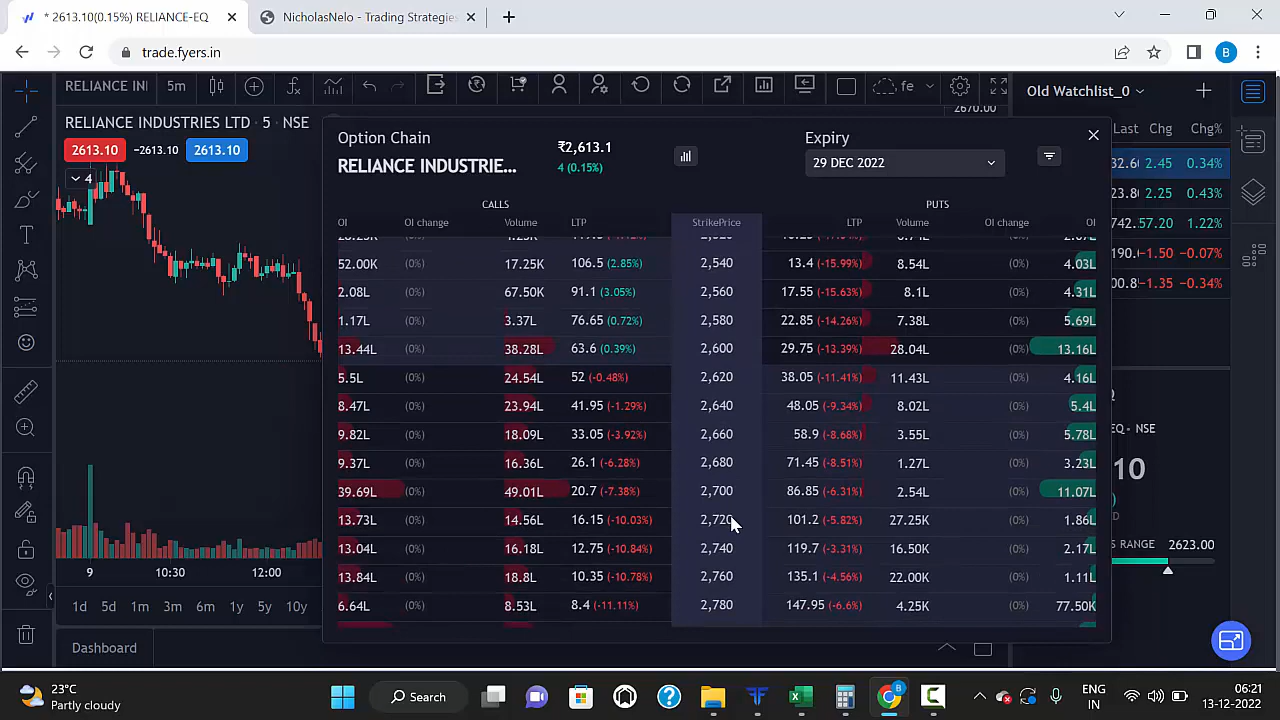 * 2613.10(0.15%) RELIANCE-EQ
NicholasNelo - Trading Strategies
trade.fyers.in
B
RELIANCE INI
5m
fe
2670.00
Old Watchlist_0
RELIANCE INDUSTRIES LTD · 5 · NSE
Last Chg Chg%
2613.10 −2613.10 2613.10
4
2.45 0.34%
2.25 0.43%
57.20 1.22%
-1.50 -0.07%
-1.35 -0.34%
Option Chain
RELIANCE INDUSTRIE...
₹2,613.1
4 (0.15%)
Expiry
29 DEC 2022
CALLS PUTS
OI OI change Volume LTP StrikePrice LTP Volume OI change OI
52.00K (0%) 17.25K 106.5 (2.85%) 2,540 13.4 (-15.99%) 8.54L (0%) 4.03L
2.08L (0%) 67.50K 91.1 (3.05%) 2,560 17.55 (-15.63%) 8.1L (0%) 4.31L
1.17L (0%) 3.37L 76.65 (0.72%) 2,580 22.85 (-14.26%) 7.38L (0%) 5.69L
13.44L (0%) 38.28L 63.6 (0.39%) 2,600 29.75 (-13.39%) 28.04L (0%) 13.16L
5.5L (0%) 24.54L 52 (-0.48%) 2,620 38.05 (-11.41%) 11.43L (0%) 4.16L
8.47L (0%) 23.94L 41.95 (-1.29%) 2,640 48.05 (-9.34%) 8.02L (0%) 5.4L
9.82L (0%) 18.09L 33.05 (-3.92%) 2,660 58.9 (-8.68%) 3.55L (0%) 5.78L
9.37L (0%) 16.36L 26.1 (-6.28%) 2,680 71.45 (-8.51%) 1.27L (0%) 3.23L
39.69L (0%) 49.01L 20.7 (-7.38%) 2,700 86.85 (-6.31%) 2.54L (0%) 11.07L
13.73L (0%) 14.56L 16.15 (-10.03%) 2,720 101.2 (-5.82%) 27.25K (0%) 1.86L
13.04L (0%) 16.18L 12.75 (-10.84%) 2,740 119.7 (-3.31%) 16.50K (0%) 2.17L
13.84L (0%) 18.8L 10.35 (-10.78%) 2,760 135.1 (-4.56%) 22.00K (0%) 1.11L
6.64L (0%) 8.53L 8.4 (-11.11%) 2,780 147.95 (-6.6%) 4.25K (0%) 77.50K
- NSE
10
S RANGE 2623.00
9 10:30 12:00
1d 5d 1m 3m 6m 1y 5y 10y
Dashboard
23°C
Partly cloudy
Search
ENG
IN
06:21
13-12-2022